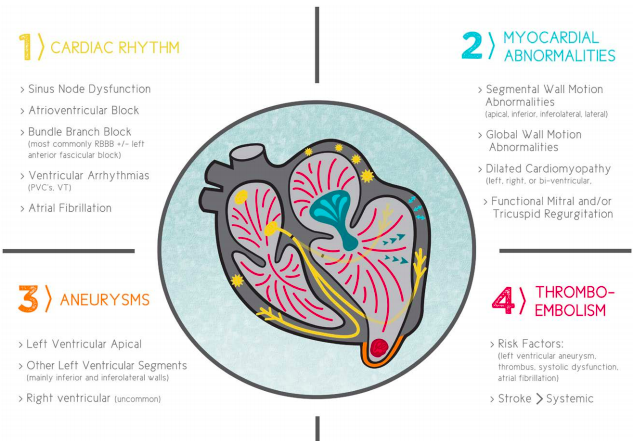 1) CARDIAC RHYTHM
> Sinus Node Dysfunction
> Atrioventricular Block
> Bundle Branch Block
(most commonly RBBB +/- left
anterior fascicular block)
> Ventricular Arrhythmias
(PVC's, VT)
> Atrial Fibrillation
2) MYOCARDIAL
ABNORMALITIES
> Segmental Wall Motion
Abnormalities
(apical, inferior, inferolateral, lateral)
> Global Wall Motion
Abnormalities
> Dilated Cardiomyopathy
(left, right, or bi-ventricular,
> Functional Mitral and/or
Tricuspid Regurgitation
3) ANEURYSMS
> Left Ventricular Apical
> Other Left Ventricular Segments
(mainly inferior and inferolateral walls)
> Right ventricular (uncommon)
4) THROMBO-
EMBOLISM
> Risk Factors:
(left ventricular aneurysm,
thrombus, systolic dysfunction,
atrial fibrillation)
> Stroke > Systemic